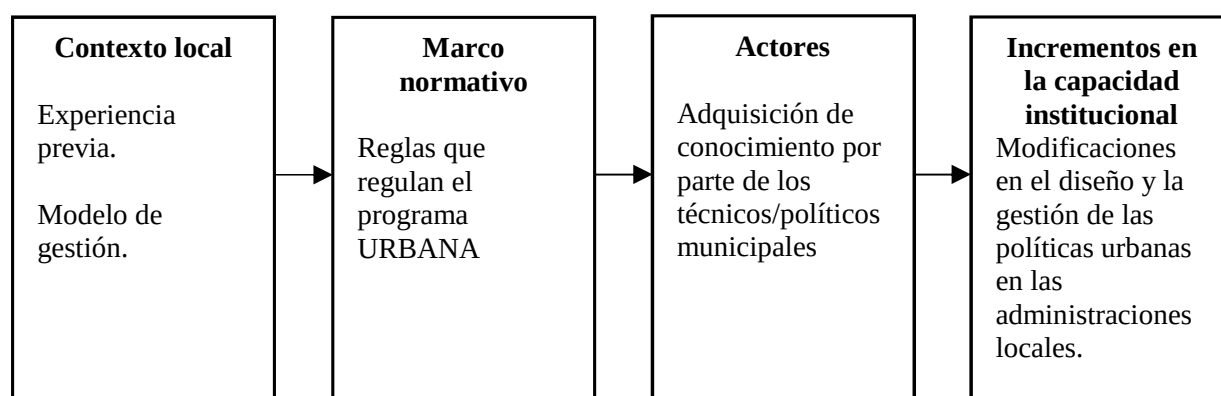 Contexto local
Experiencia
previa.
Modelo de
gestión.
Marco
normativo
Reglas que
regulan el
programa
URBANA
Actores
Adquisición de
conocimiento por
parte de los
técnicos/políticos
municipales
Incrementos en
la capacidad
institucional
Modificaciones
en el diseño y la
gestión de las
políticas urbanas
en las
administraciones
locales.